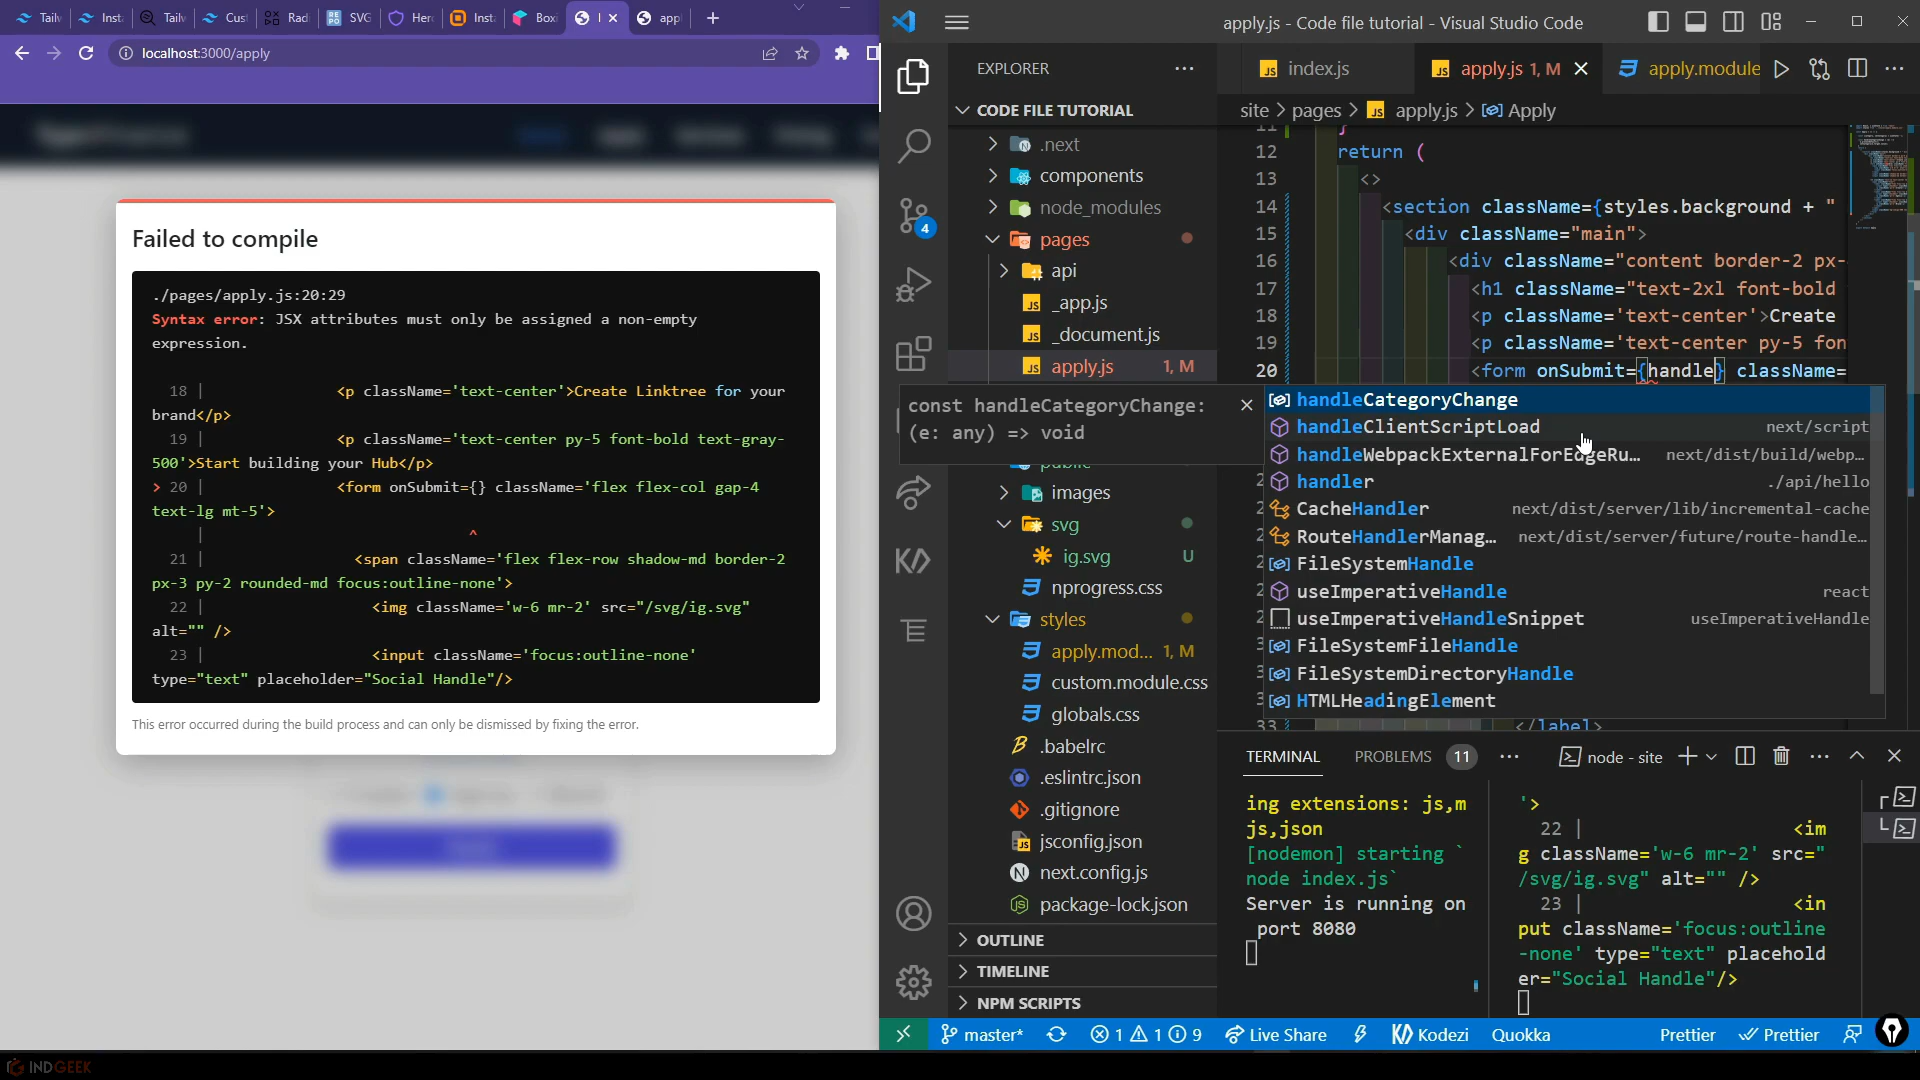 Tailw
Insta
Tailw
Cust
Radi
SVG
Hero
Insta
Boxi
appl
localhost:3000/apply
Failed to compile
./pages/apply.js:20:29
Syntax error: JSX attributes must only be assigned a non-empty
expression.
18 | <p className='text-center'>Create Linktree for your
brand</p>
19 | <p className='text-center py-5 font-bold text-gray-
500'>Start building your Hub</p>
> 20 | <form onSubmit={} className='flex flex-col gap-4
text-lg mt-5'>
| ^
21 | <span className='flex flex-row shadow-md border-2
px-3 py-2 rounded-md focus:outline-none'>
22 | <img className='w-6 mr-2' src="/svg/ig.svg"
alt="" />
23 | <input className='focus:outline-none'
type="text" placeholder="Social Handle"/>
This error occurred during the build process and can only be dismissed by fixing the error.
INDGEEK
apply.js - Code file tutorial - Visual Studio Code
EXPLORER
CODE FILE TUTORIAL
.next
components
node_modules
pages
api
_app.js
_document.js
apply.js 1, M
const handleCategoryChange:
(e: any) => void
public
images
svg
ig.svg U
nprogress.css
styles
apply.mod... 1, M
custom.module.css
globals.css
.babelrc
.eslintrc.json
.gitignore
jsconfig.json
next.config.js
package-lock.json
OUTLINE
TIMELINE
NPM SCRIPTS
4
index.js
apply.js 1, M
apply.module
site > pages > apply.js > Apply
11 }
12 return (
13 <>
14 <section className={styles.background + "
15 <div className="main">
16 <div className="content border-2 px-
17 <h1 className="text-2xl font-bold
18 <p className='text-center'>Create
19 <p className='text-center py-5 fon
20 <form onSubmit={handle} className=
handleCategoryChange
handleClientScriptLoad next/script
handleWebpackExternalForEdgeRu... next/dist/build/webp...
handler ./api/hello
CacheHandler next/dist/server/lib/incremental-cache
RouteHandlerManag... next/dist/server/future/route-handle...
FileSystemHandle
useImperativeHandle react
useImperativeHandleSnippet useImperativeHandle
FileSystemFileHandle
FileSystemDirectoryHandle
HTMLHeadingElement
33 </label>
TERMINAL
PROBLEMS 11
node - site
ing extensions: js,m
js,json
[nodemon] starting `
node index.js`
Server is running on
port 8080
'>
22 | <im
g className='w-6 mr-2' src="
/svg/ig.svg" alt="" />
23 | <in
put className='focus:outline
-none' type="text" placehold
er="Social Handle"/>
master*
1 1 9
Live Share
Kodezi
Quokka
Prettier
Prettier